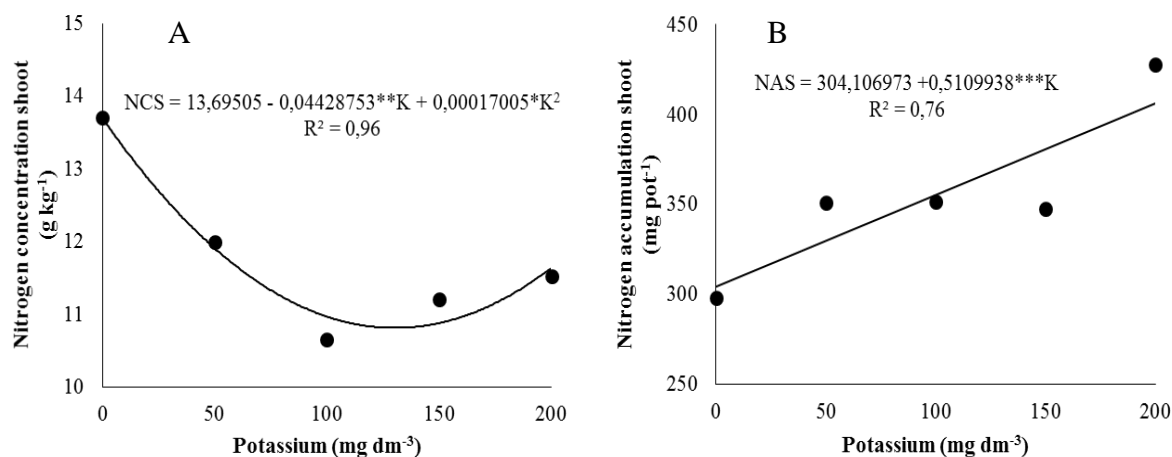 A
NCS = 13,69505 - 0,04428753**K + 0,00017005*K²
R² = 0,96
Nitrogen concentration shoot
(g kg⁻¹)
15
14
13
12
11
10
0 50 100 150 200
Potassium (mg dm⁻³)
B
NAS = 304,106973 +0,5109938***K
R² = 0,76
Nitrogen accumulation shoot
(mg pot⁻¹)
450
400
350
300
250
0 50 100 150 200
Potassium (mg dm⁻³)